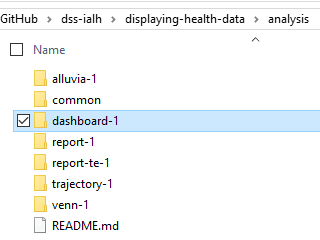 GitHub > dss-ialh > displaying-health-data > analysis
Name
alluvia-1
common
dashboard-1
report-1
report-te-1
trajectory-1
venn-1
README.md